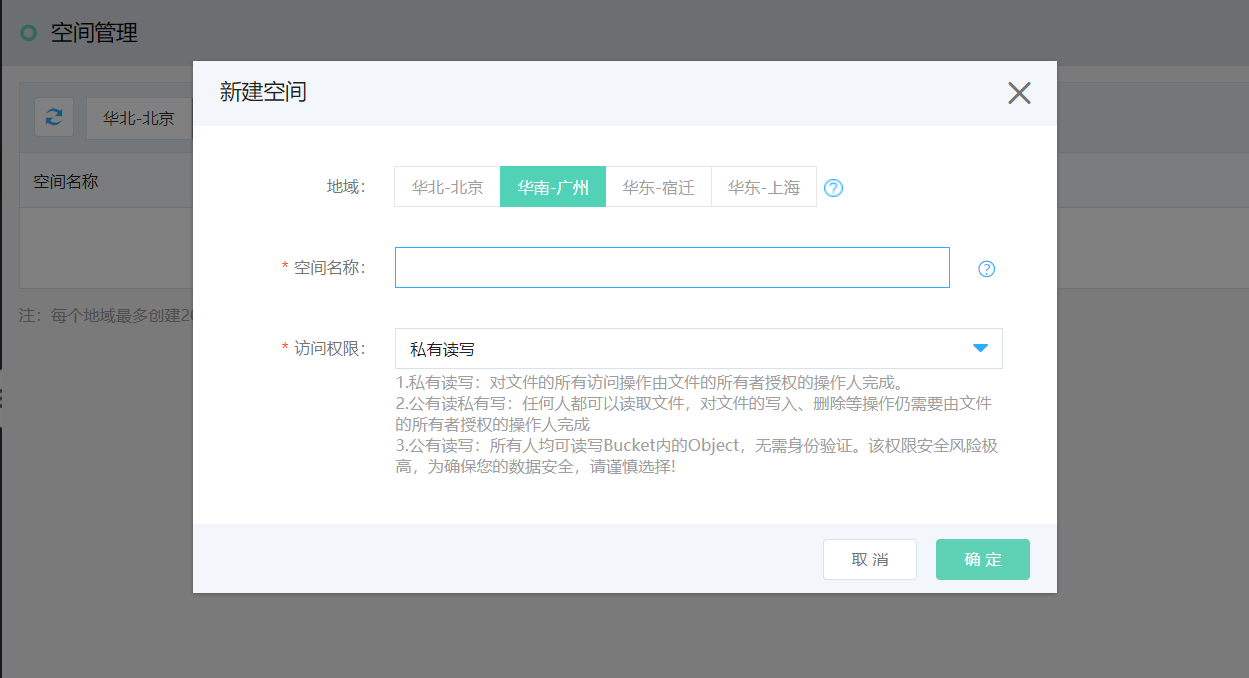 空间管理
新建空间
华北-北京
地域：
华北-北京
华南-广州
华东-宿迁
华东-上海
空间名称
* 空间名称：
注：每个地域最多创建20
* 访问权限：
私有读写
1.私有读写：对文件的所有访问操作由文件的所有者授权的操作人完成。
2.公有读私有写：任何人都可以读取文件，对文件的写入、删除等操作仍需要由文件
的所有者授权的操作人完成
3.公有读写：所有人均可读写Bucket内的Object，无需身份验证。该权限安全风险极
高，为确保您的数据安全，请谨慎选择!
取 消
确 定